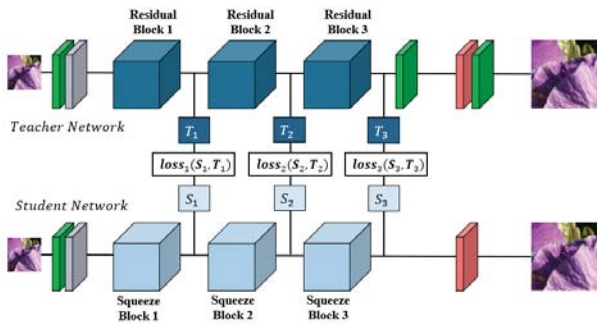 Residual Residual Residual
Block 1 Block 2 Block 3
Teacher Network
T₁ T₂ T₃
loss₁(S₁,T₁) loss₂(S₂,T₂) loss₃(S₃,T₃)
S₁ S₂ S₃
Student Network
Squeeze Squeeze Squeeze
Block 1 Block 2 Block 3